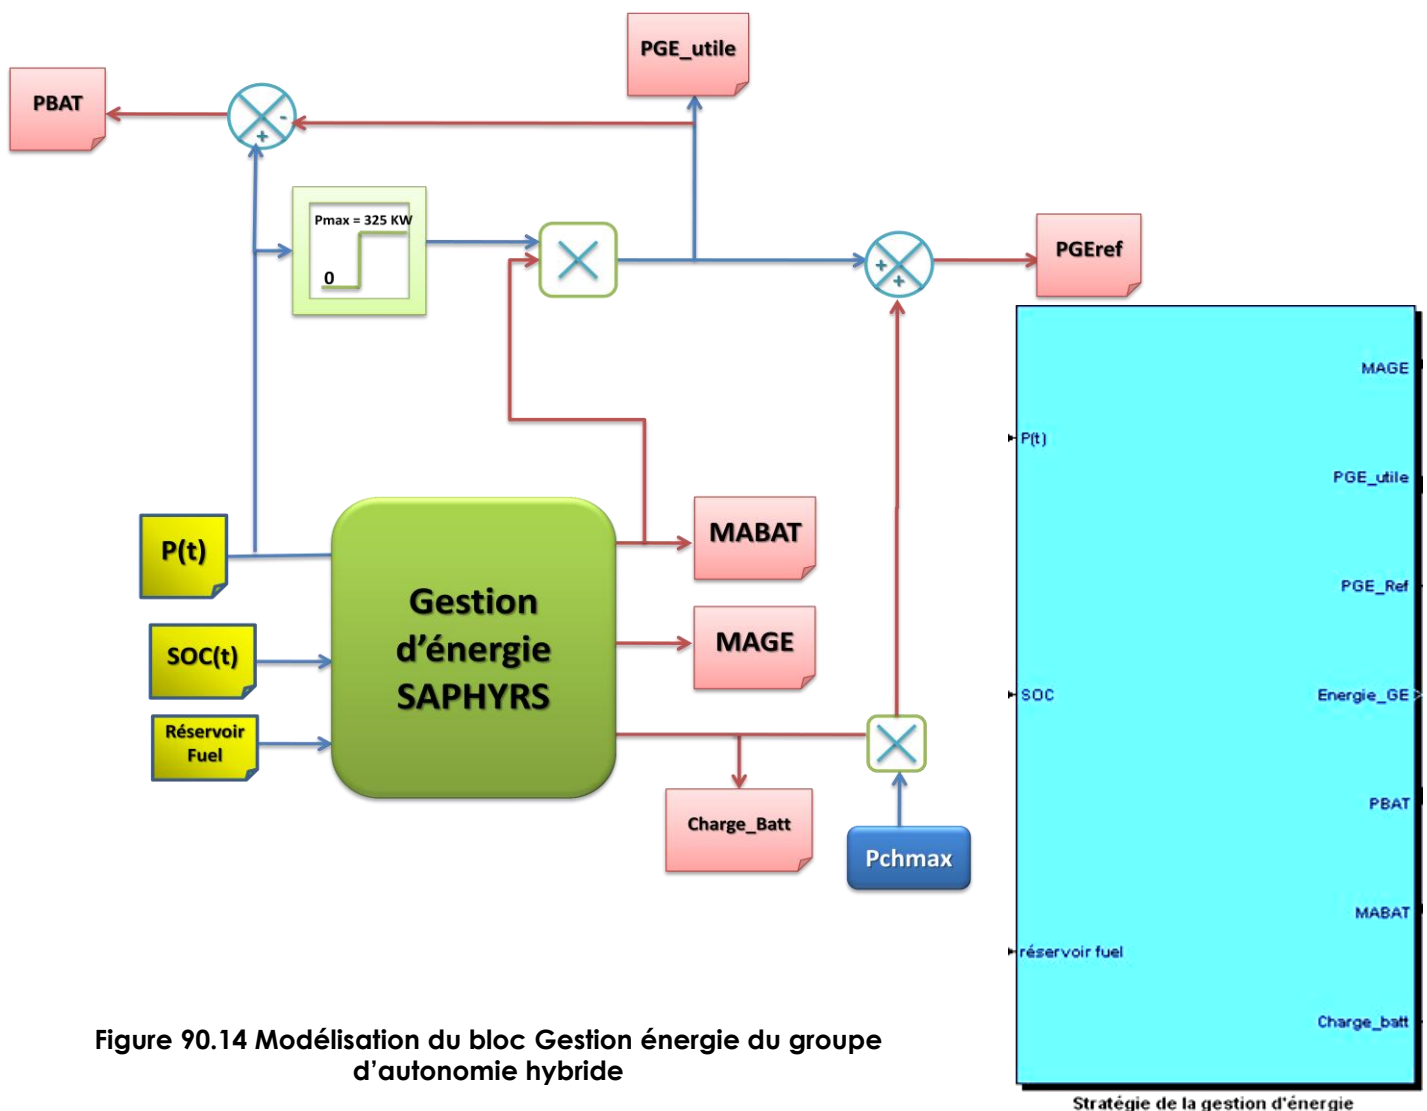 PGE_utile
PBAT
-
+
Pmax = 325 KW
0
+
+
PGEref
P(t)
SOC(t)
Réservoir
Fuel
Gestion
d’énergie
SAPHYRS
MABAT
MAGE
Charge_Batt
Pchmax
P(t)
SOC
réservoir fuel
MAGE
PGE_utile
PGE_Ref
Energie_GE
PBAT
MABAT
Charge_batt
Stratégie de la gestion d'énergie
Figure 90.14 Modélisation du bloc Gestion énergie du groupe
d’autonomie hybride